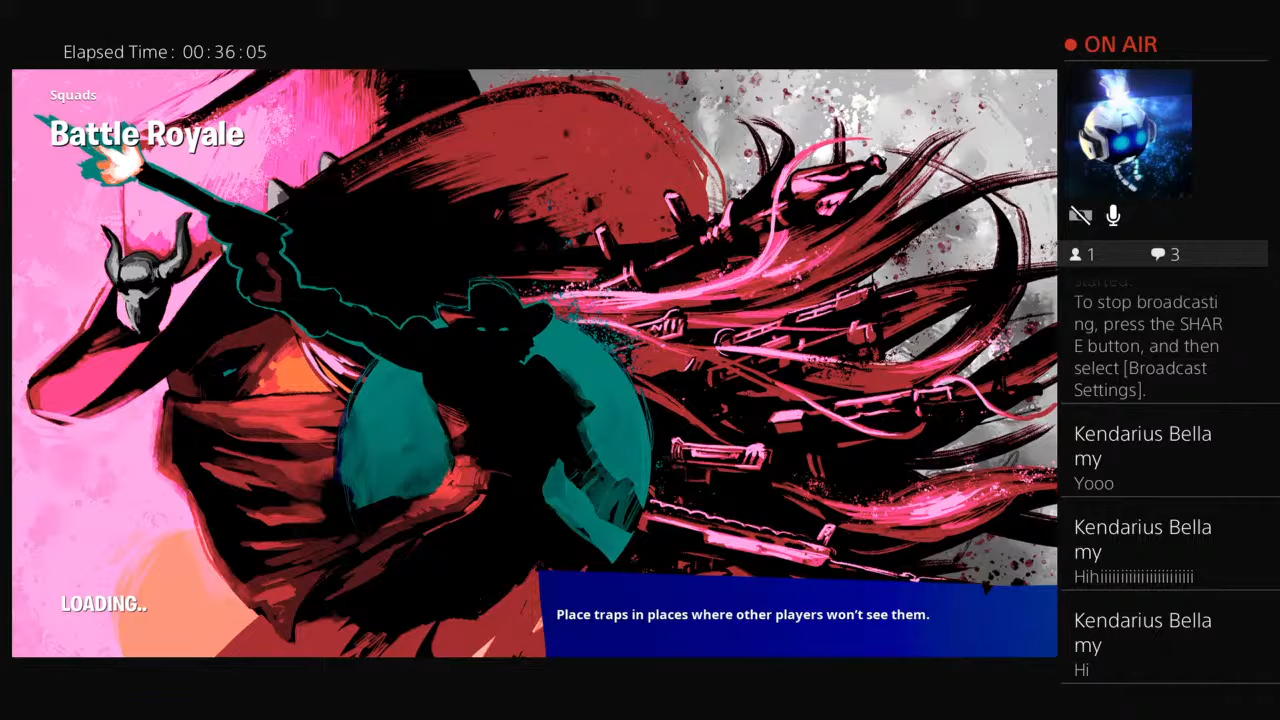 Elapsed Time: 00:36:05
ON AIR
Squads
Battle Royale
1
3
started.
To stop broadcasti
ng, press the SHAR
E button, and then
select [Broadcast
Settings].
Kendarius Bella
my
Yooo
Kendarius Bella
my
Hihiiiiiiiiiiiiiiiiiiiiii
Kendarius Bella
my
Hi
LOADING..
Place traps in places where other players won't see them.